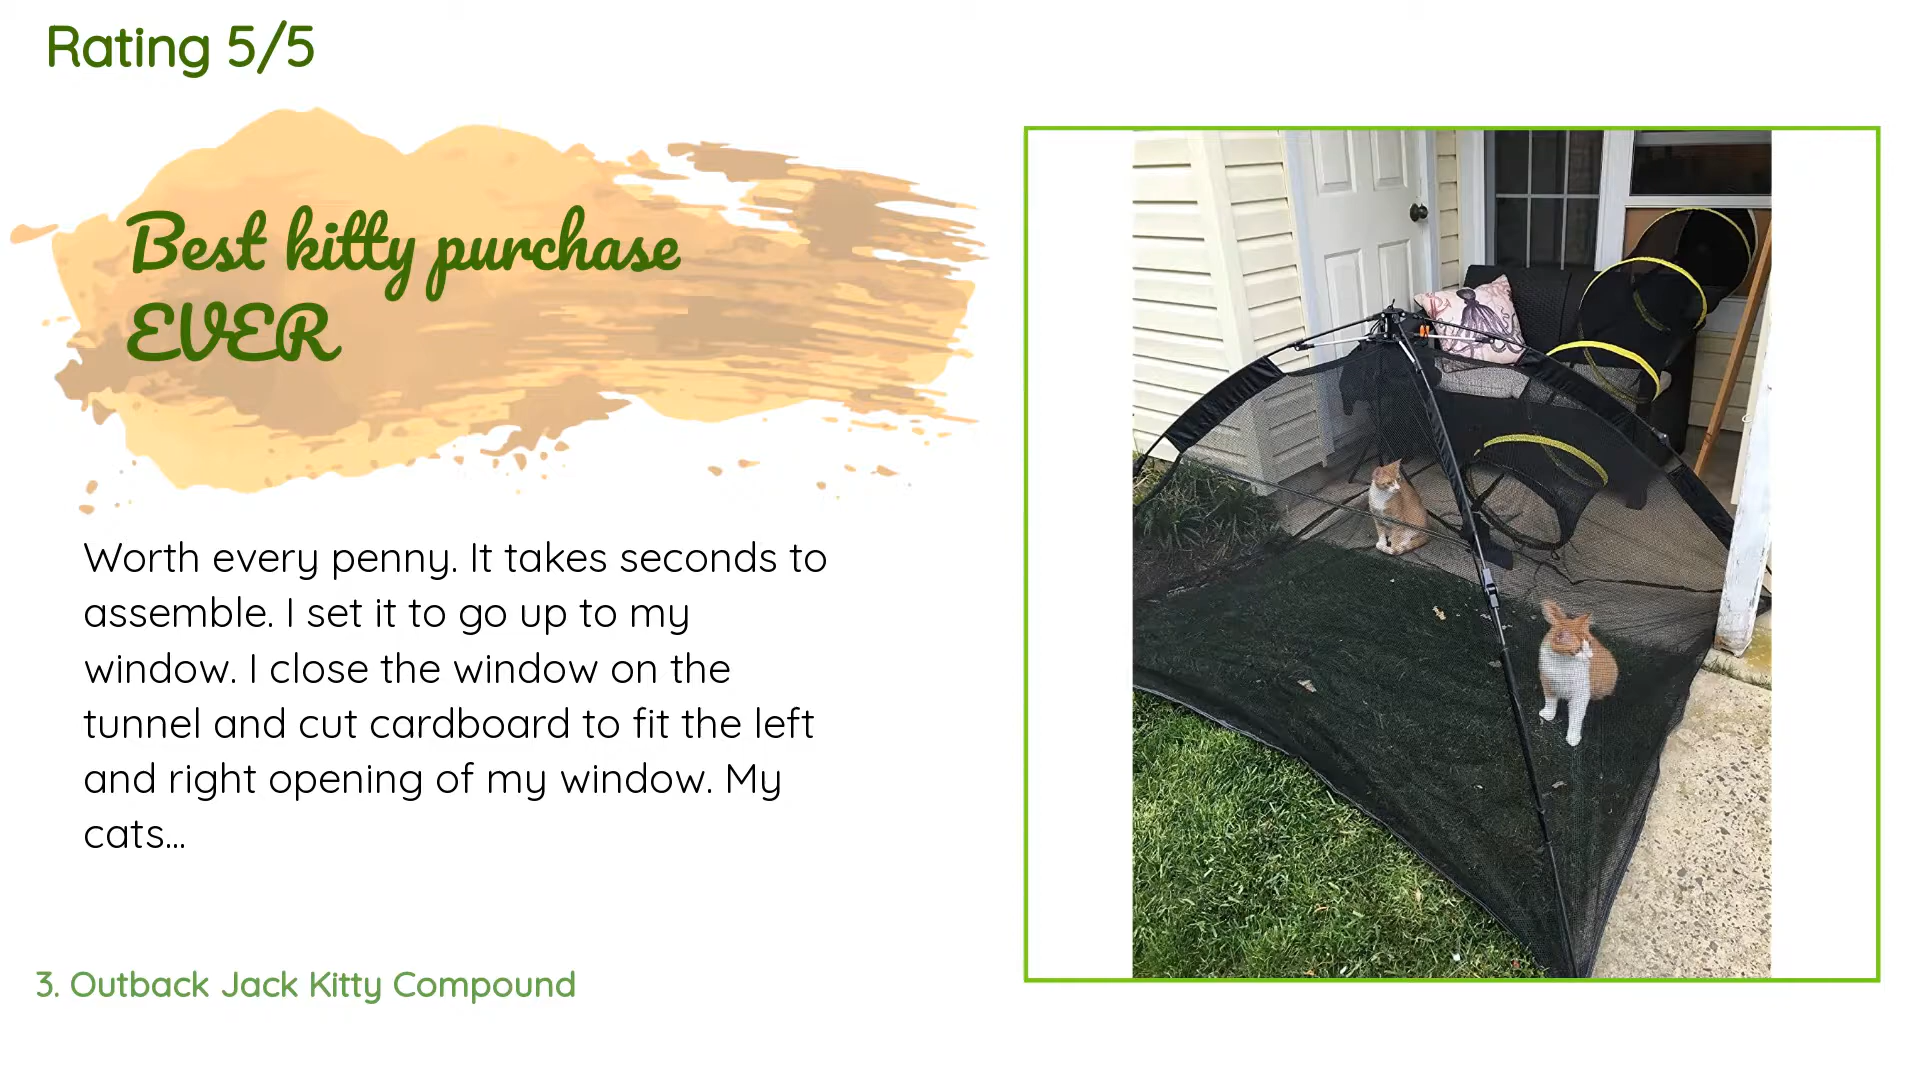 Rating 5/5
Best kitty purchase
EVER
Worth every penny. It takes seconds to
assemble. I set it to go up to my
window. I close the window on the
tunnel and cut cardboard to fit the left
and right opening of my window. My
cats...
3. Outback Jack Kitty Compound